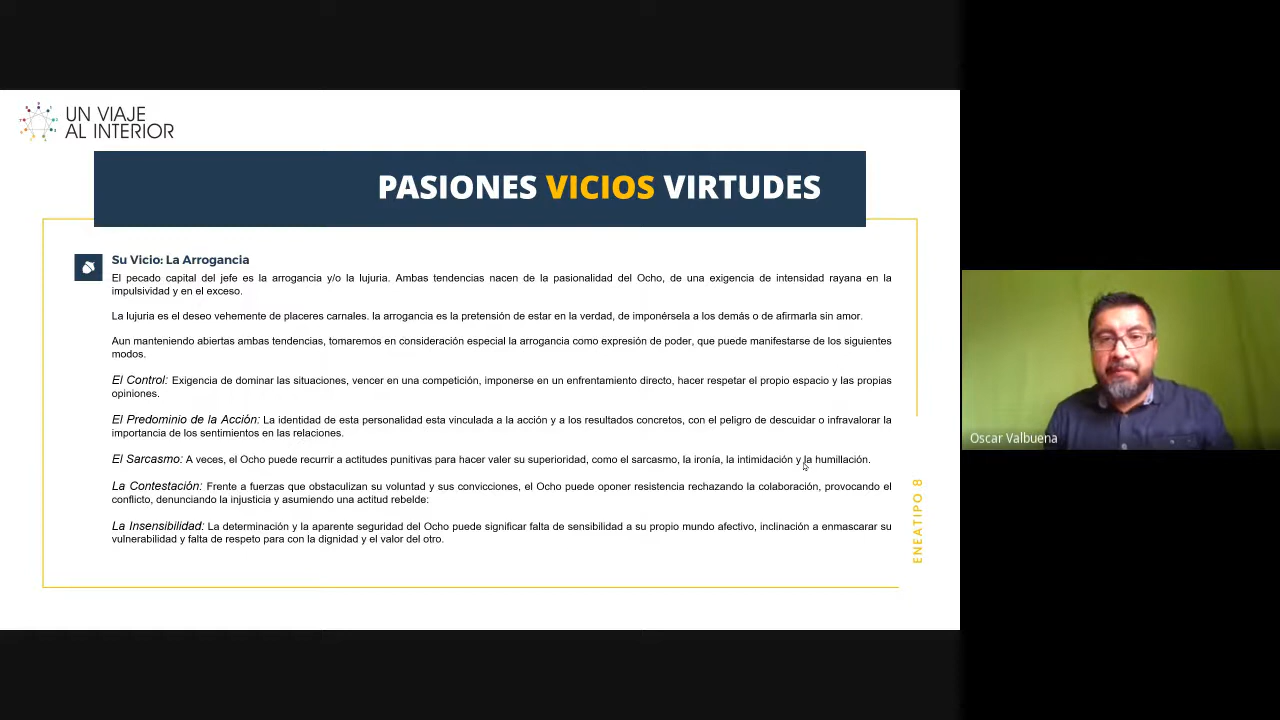 UN VIAJE
AL INTERIOR
PASIONES VICIOS VIRTUDES
Su Vicio: La Arrogancia
El pecado capital del jefe es la arrogancia y/o la lujuria. Ambas tendencias nacen de la pasionalidad del Ocho, de una exigencia de intensidad rayana en la
impulsividad y en el exceso.
La lujuria es el deseo vehemente de placeres carnales. la arrogancia es la pretensión de estar en la verdad, de imponérsela a los demás o de afirmarla sin amor.
Aun manteniendo abiertas ambas tendencias, tomaremos en consideración especial la arrogancia como expresión de poder, que puede manifestarse de los siguientes
modos.
El Control: Exigencia de dominar las situaciones, vencer en una competición, imponerse en un enfrentamiento directo, hacer respetar el propio espacio y las propias
opiniones.
El Predominio de la Acción: La identidad de esta personalidad esta vinculada a la acción y a los resultados concretos, con el peligro de descuidar o infravalorar la
importancia de los sentimientos en las relaciones.
El Sarcasmo: A veces, el Ocho puede recurrir a actitudes punitivas para hacer valer su superioridad, como el sarcasmo, la ironía, la intimidación y la humillación.
La Contestación: Frente a fuerzas que obstaculizan su voluntad y sus convicciones, el Ocho puede oponer resistencia rechazando la colaboración, provocando el
conflicto, denunciando la injusticia y asumiendo una actitud rebelde:
La Insensibilidad: La determinación y la aparente seguridad del Ocho puede significar falta de sensibilidad a su propio mundo afectivo, inclinación a enmascarar su
vulnerabilidad y falta de respeto para con la dignidad y el valor del otro.
ENEATIPO 8
Oscar Valbuena